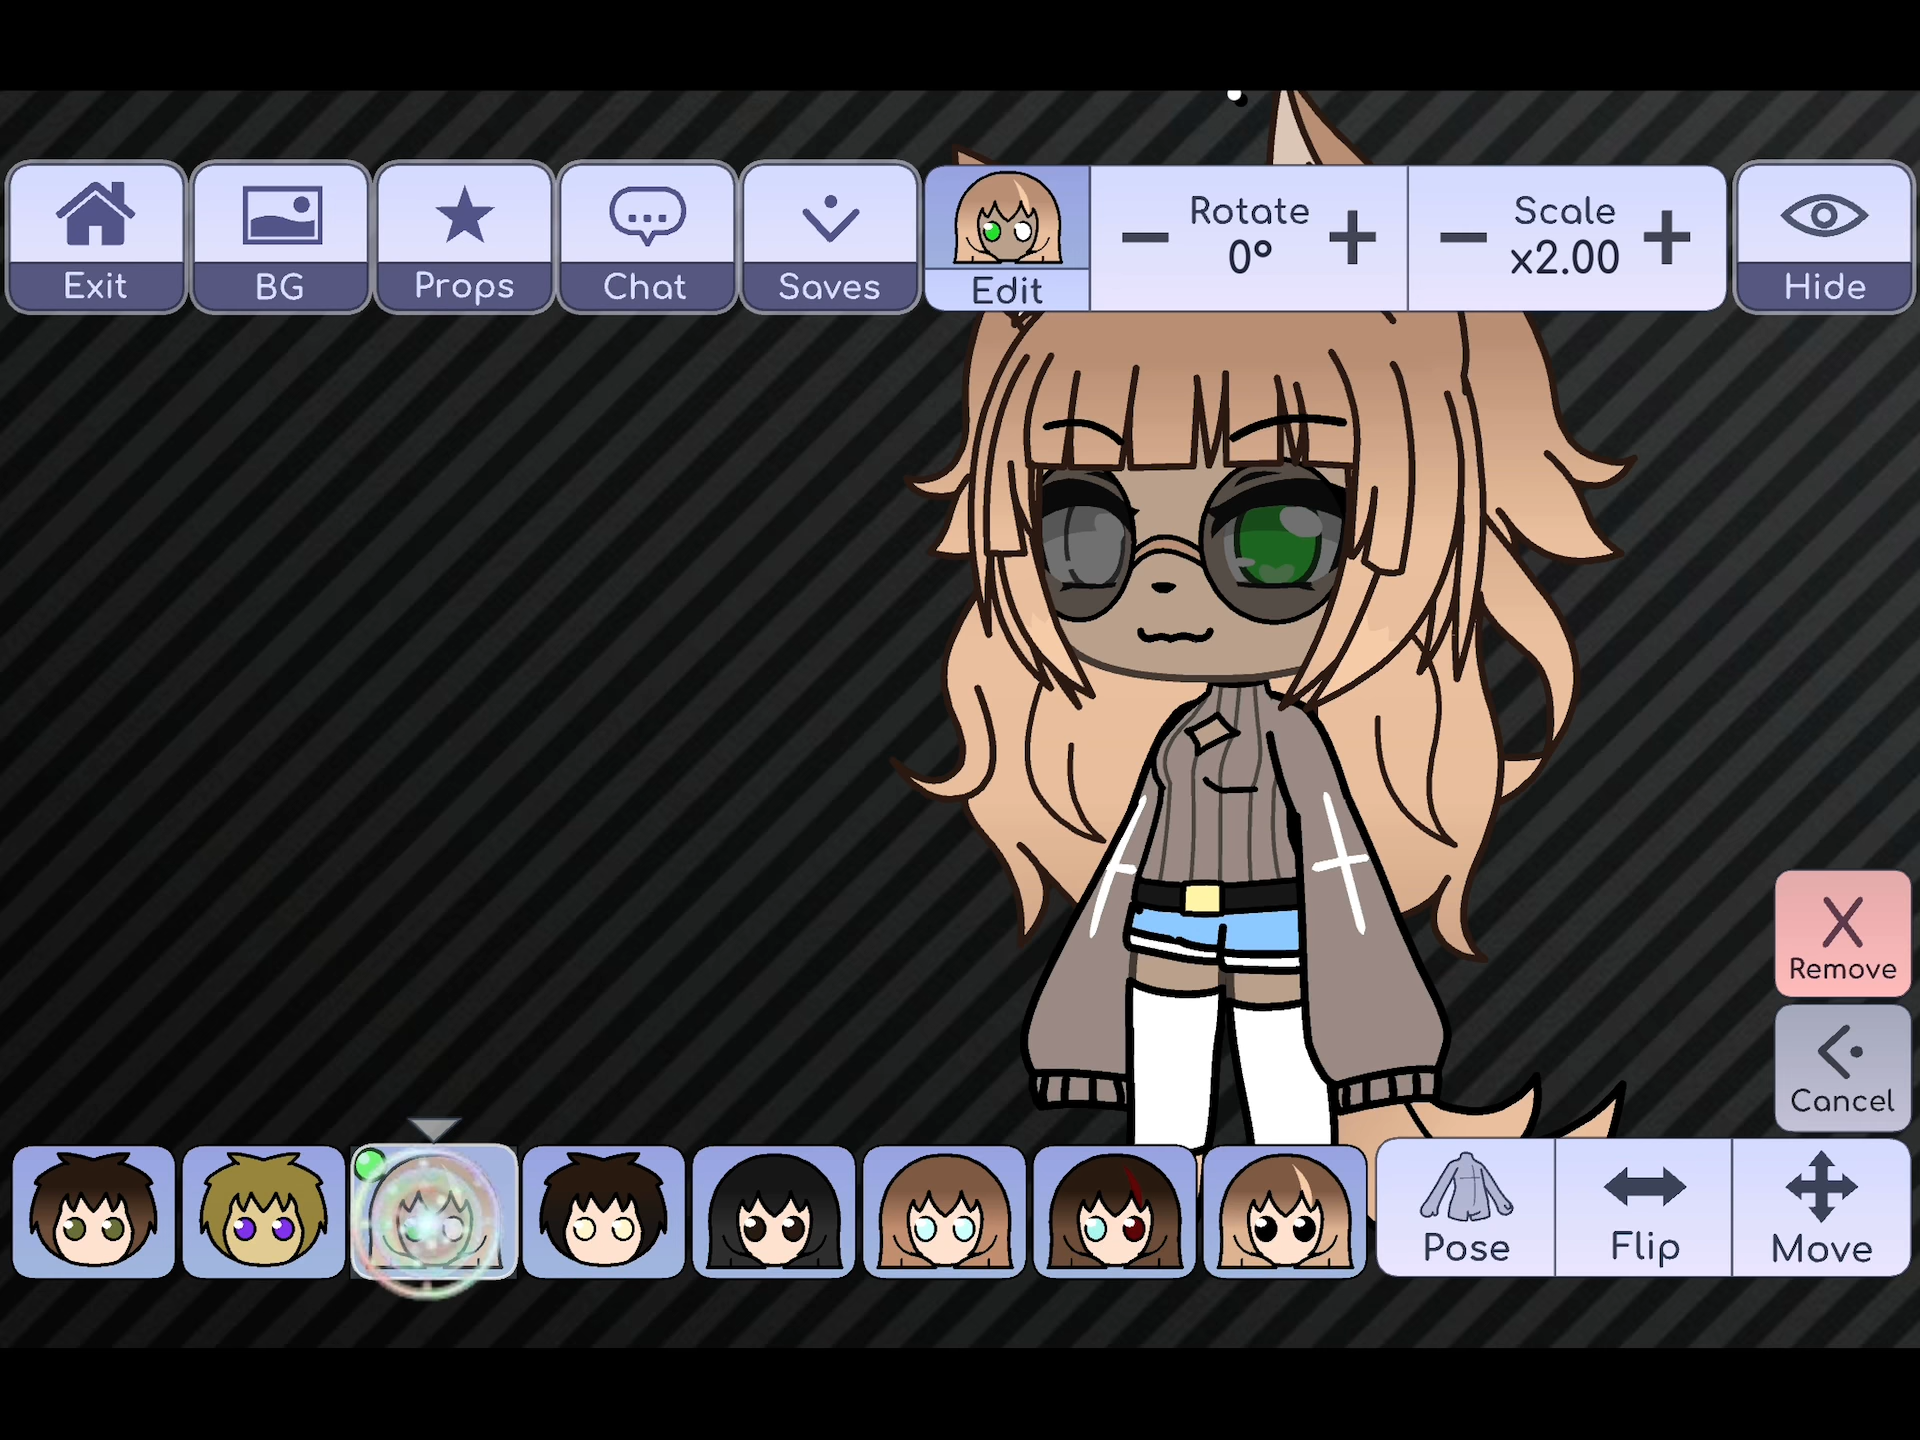 Exit
BG
Props
Chat
Saves
Edit
Rotate
0°
Scale
x2.00
Hide
Remove
Cancel
Pose
Flip
Move